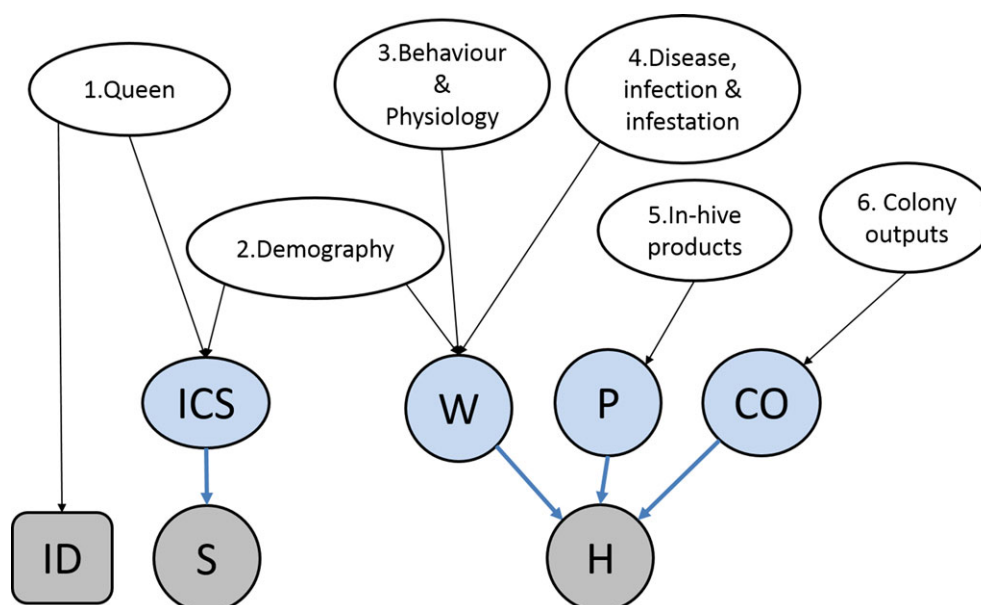 1.Queen
3.Behaviour
&
Physiology
4.Disease,
infection &
infestation
2.Demography
5.In-hive
products
6. Colony
outputs
ICS
W
P
CO
ID
S
H